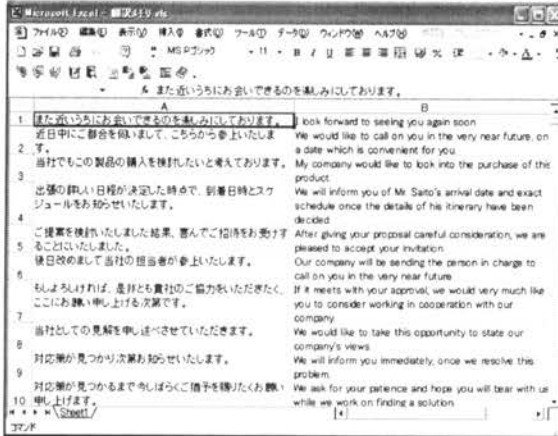 Microsoft Excel - 翻訳メモリ.xls
ファイル(F) 編集(E) 表示(V) 挿入(I) 書式(O) ツール(T) データ(D) ウィンドウ(W) ヘルプ(H)
MS Pゴシック 11 B I U
fx また近いうちにお会いできるのを楽しみにしております。
A B
1 また近いうちにお会いできるのを楽しみにしております。 I look forward to seeing you again soon
近日中にご都合を伺いまして、こちらから参上いたしま We would like to call on you in the very near future, on
2 す。 a date which is convenient for you.
当社でもこの製品の購入を検討したいと考えております。 My company would like to look into the purchase of this
3 product.
出張の詳しい日程が決定した時点で、到着日時とスケ We will inform you of Mr. Saito's arrival date and exact
ジュールをお知らせいたします。 schedule once the details of his itinerary have been
4 decided
ご提案を検討いたしました結果、喜んでご招待をお受けす After giving your proposal careful consideration, we are
5 ることにいたしました。 pleased to accept your invitation
後日改めまして当社の担当者が参上いたします。 Our company will be sending the person in charge to
6 call on you in the very near future
もしよろしければ、是非とも貴社のご協力をいただきたく、 If it meets with your approval, we would very much like
ここにお願い申し上げる次第です。 you to consider working in cooperation with our
7 company
当社としての見解を申し述べさせていただきます。 We would like to take this opportunity to state our
8 company's views
対応策が見つかり次第お知らせいたします。 We will inform you immediately, once we resolve this
9 problem.
対応策が見つかるまで今しばらくご猶予を賜りたくお願い We ask for your patience and hope you will bear with us
10 申し上げます。 while we work on finding a solution
Sheet1
コマンド